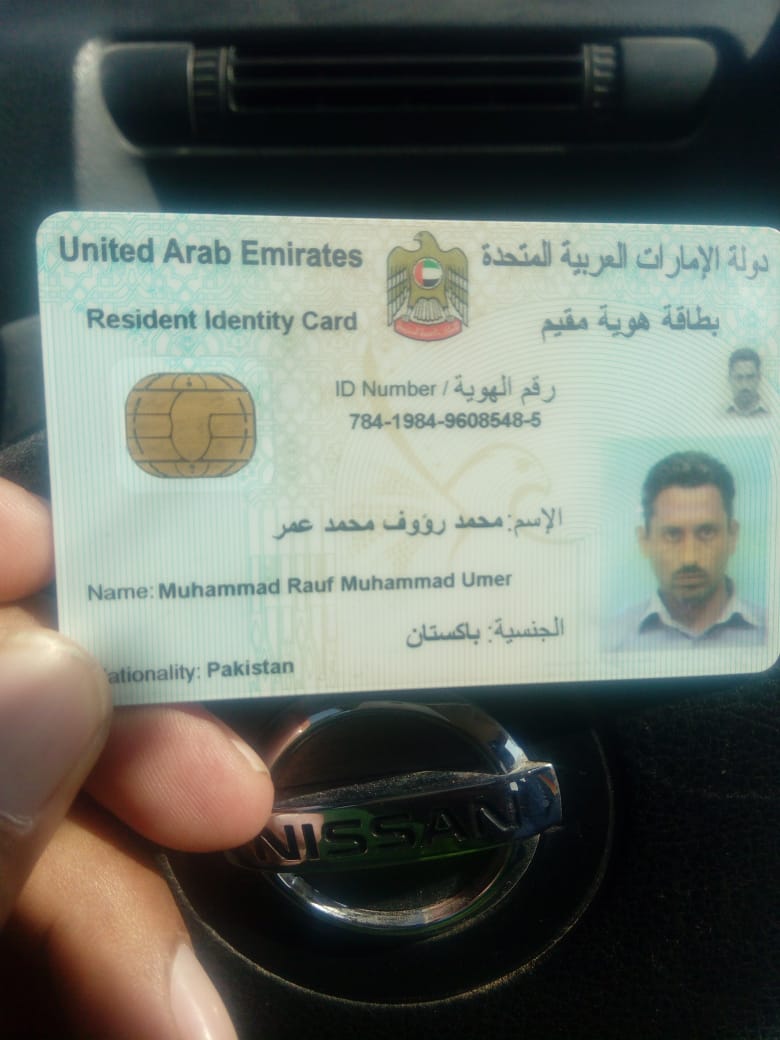 United Arab Emirates
دولة الإمارات العربية المتحدة
Resident Identity Card
بطاقة هوية مقيم
ID Number / رقم الهوية
784-1984-9608548-5
الإسم: محمد رؤوف محمد عمر
Name: Muhammad Rauf Muhammad Umer
الجنسية: باكستان
ationality: Pakistan
NISSAN